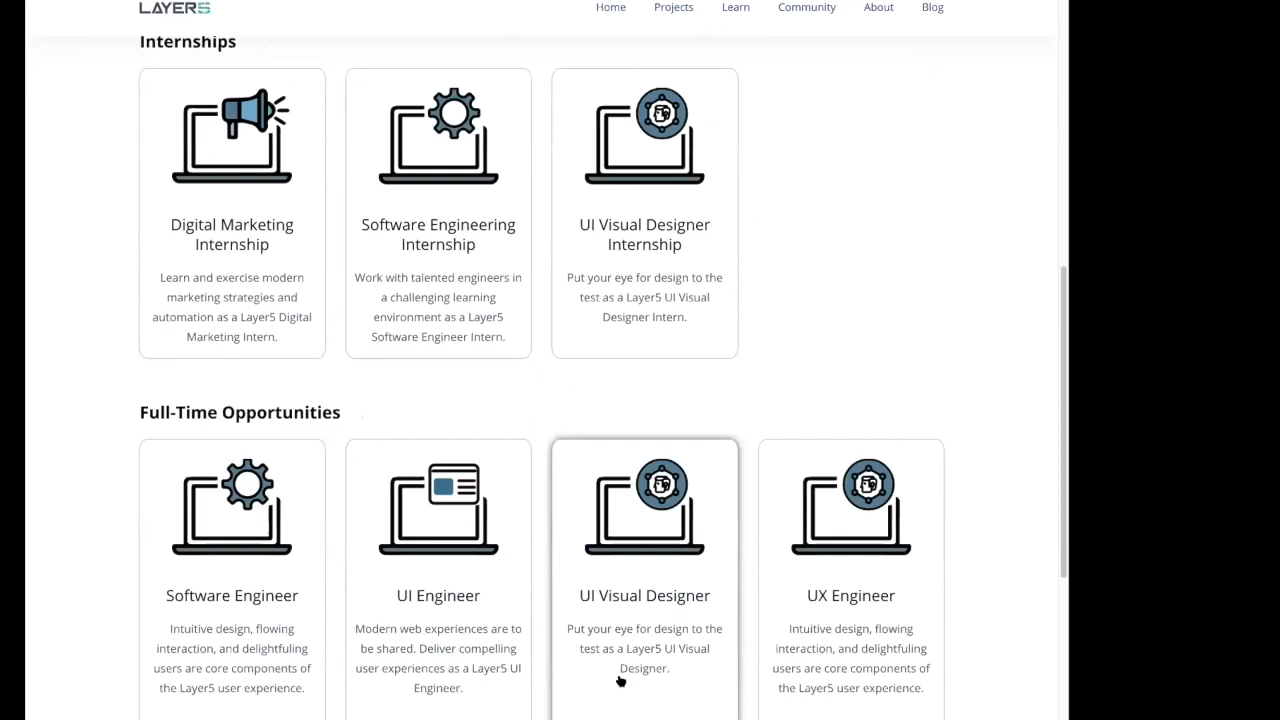 LAYER5
Home Projects Learn Community About Blog
Internships
Digital Marketing
Internship
Learn and exercise modern
marketing strategies and
automation as a Layer5 Digital
Marketing Intern.
Software Engineering
Internship
Work with talented engineers in
a challenging learning
environment as a Layer5
Software Engineer Intern.
UI Visual Designer
Internship
Put your eye for design to the
test as a Layer5 UI Visual
Designer Intern.
Full-Time Opportunities
Software Engineer
Intuitive design, flowing
interaction, and delightfuling
users are core components of
the Layer5 user experience.
UI Engineer
Modern web experiences are to
be shared. Deliver compelling
user experiences as a Layer5 UI
Engineer.
UI Visual Designer
Put your eye for design to the
test as a Layer5 UI Visual
Designer.
UX Engineer
Intuitive design, flowing
interaction, and delightfuling
users are core components of
the Layer5 user experience.